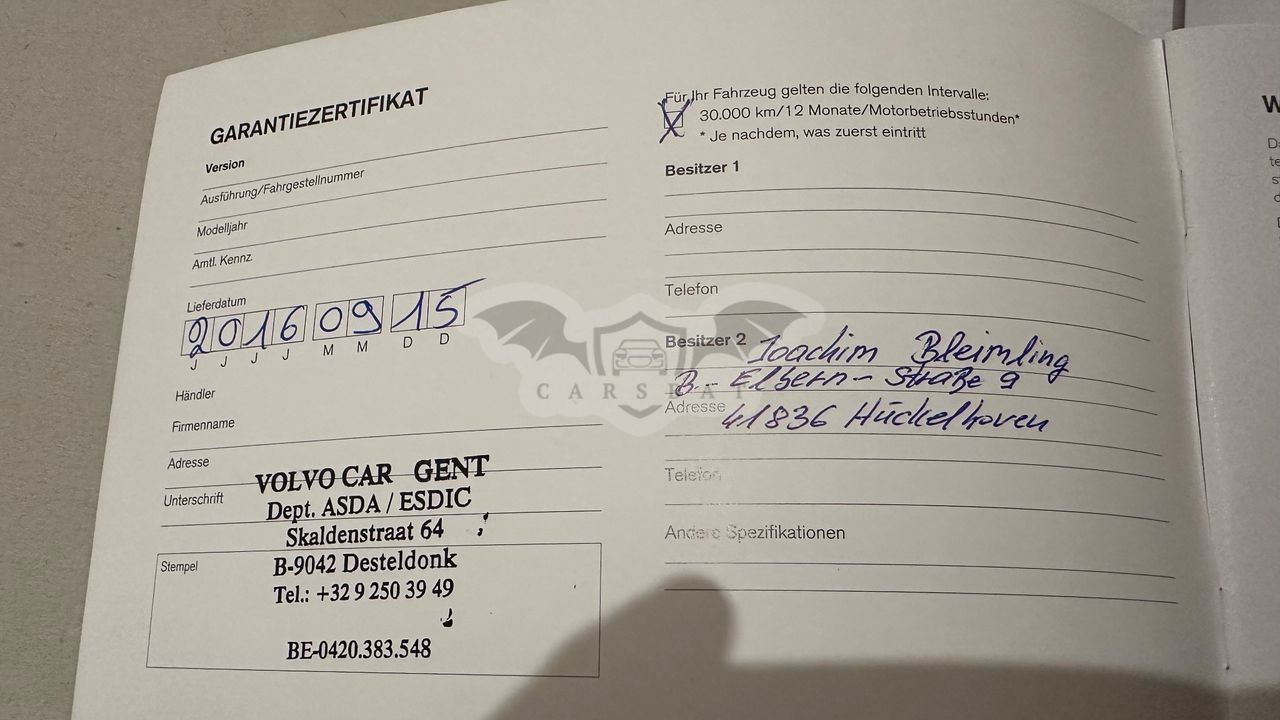 GARANTIEZERTIFIKAT
Version
Ausführung/Fahrgestellnummer
Modelljahr
Amtl. Kennz.
Lieferdatum
2016 09 15
J J J J M M D D
Händler
Firmenname
Adresse
Unterschrift
VOLVO CAR GENT
Dept. ASDA / ESDIC
Skaldenstraat 64
Stempel
B-9042 Desteldonk
Tel.: +32 9 250 39 49
BE-0420.383.548
Für Ihr Fahrzeug gelten die folgenden Intervalle:
30.000 km/12 Monate/Motorbetriebsstunden*
* Je nachdem, was zuerst eintritt
Besitzer 1
Adresse
Telefon
Besitzer 2 Joachim Bleimling
B.- Elbern- Straße 9
Adresse 41836 Hückelhoven
Telefon
Andere Spezifikationen
CARSBAT
W